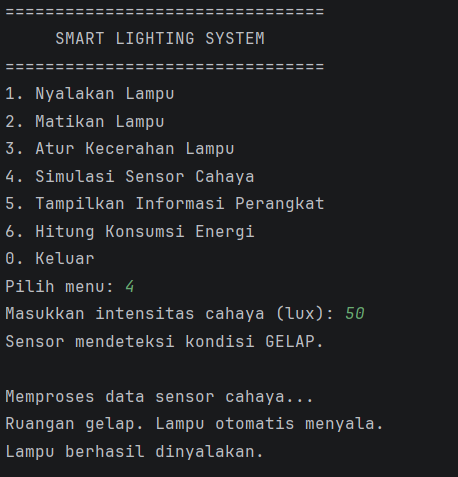 ================================
SMART LIGHTING SYSTEM
================================
1. Nyalakan Lampu
2. Matikan Lampu
3. Atur Kecerahan Lampu
4. Simulasi Sensor Cahaya
5. Tampilkan Informasi Perangkat
6. Hitung Konsumsi Energi
0. Keluar
Pilih menu: 4
Masukkan intensitas cahaya (lux): 50
Sensor mendeteksi kondisi GELAP.
Memproses data sensor cahaya...
Ruangan gelap. Lampu otomatis menyala.
Lampu berhasil dinyalakan.